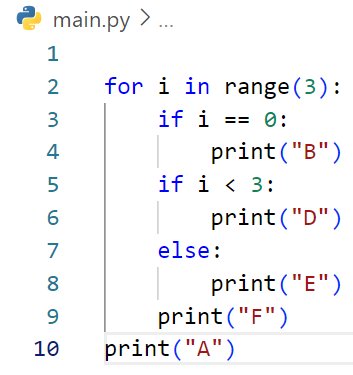 main.py > ...
1
2 for i in range(3):
3     if i == 0:
4         print("B")
5     if i < 3:
6         print("D")
7     else:
8         print("E")
9     print("F")
10 print("A")